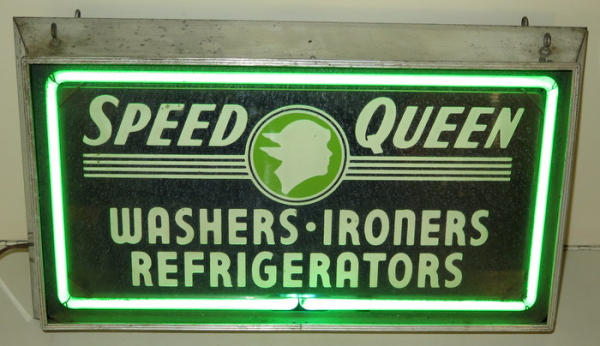 SPEED QUEEN
WASHERS · IRONERS
REFRIGERATORS